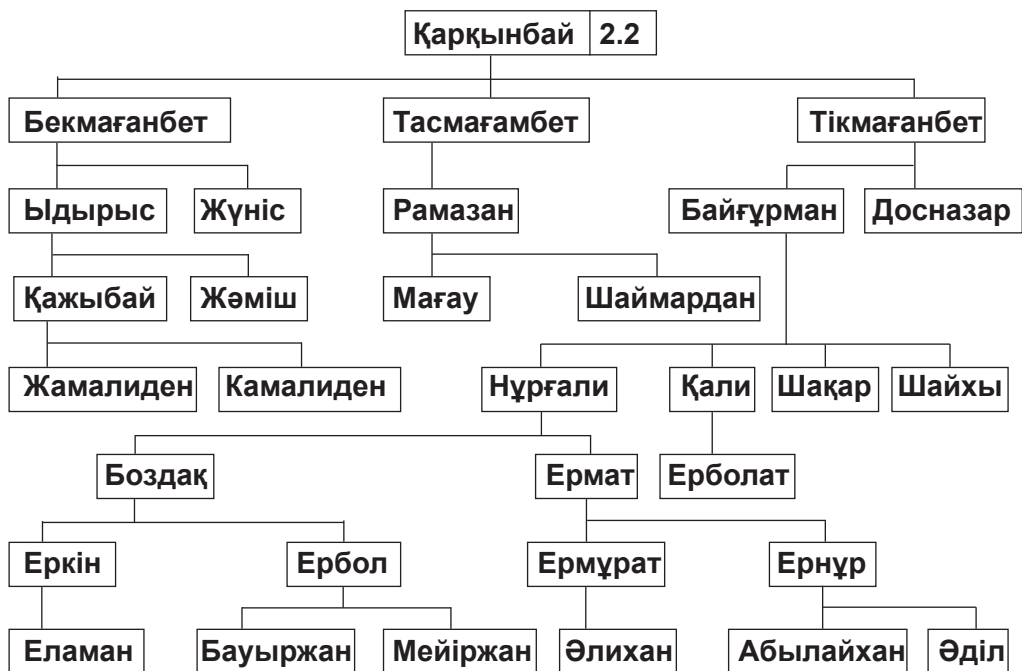 Қарқынбай 2.2
Бекмағанбет Тасмағамбет Тікмағанбет
Ыдырыс Жүніс Рамазан Байғұрман Досназар
Қажыбай Жәміш Мағау Шаймардан
Жамалиден Камалиден Нұрғали Қали Шақар Шайхы
Боздақ Ермат Ерболат
Еркін Ербол Ермұрат Ернұр
Еламан Бауыржан Мейіржан Әлихан Абылайхан Әділ